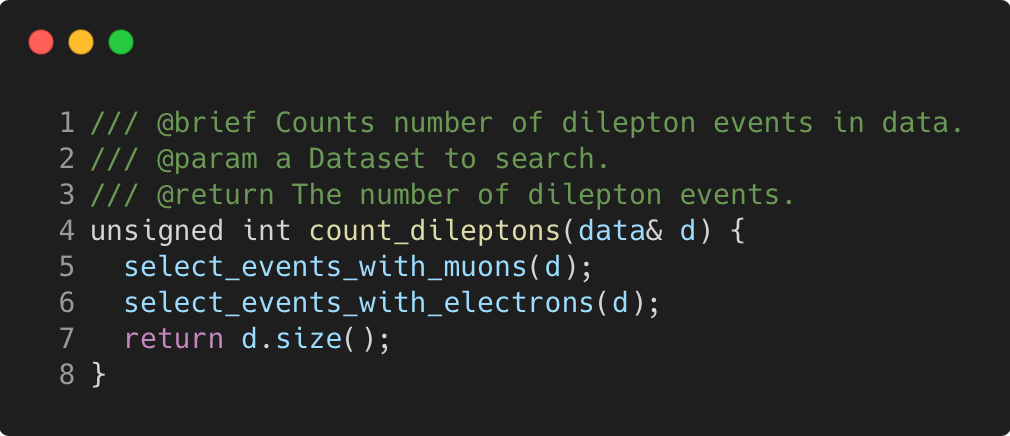 1 /// @brief Counts number of dilepton events in data.
2 /// @param a Dataset to search.
3 /// @return The number of dilepton events.
4 unsigned int count_dileptons(data& d) {
5   select_events_with_muons(d);
6   select_events_with_electrons(d);
7   return d.size();
8 }